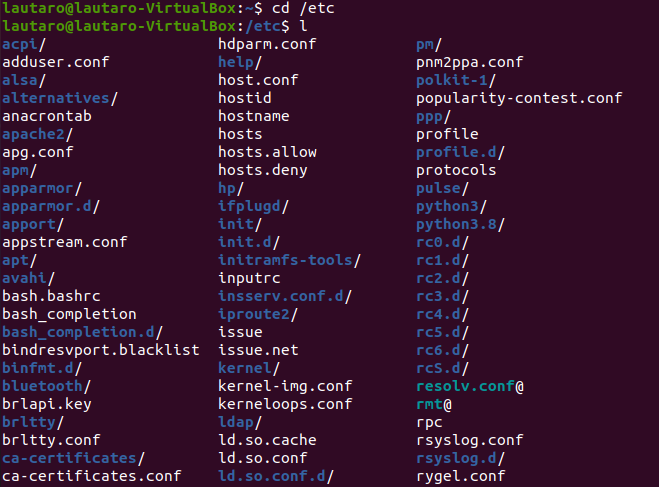 lautaro@lautaro-VirtualBox:~$ cd /etc
lautaro@lautaro-VirtualBox:/etc$ l
acpi/ hdparm.conf pm/
adduser.conf help/ pnm2ppa.conf
alsa/ host.conf polkit-1/
alternatives/ hostid popularity-contest.conf
anacrontab hostname ppp/
apache2/ hosts profile
apg.conf hosts.allow profile.d/
apm/ hosts.deny protocols
apparmor/ hp/ pulse/
apparmor.d/ ifplugd/ python3/
apport/ init/ python3.8/
appstream.conf init.d/ rc0.d/
apt/ initramfs-tools/ rc1.d/
avahi/ inputrc rc2.d/
bash.bashrc insserv.conf.d/ rc3.d/
bash_completion iproute2/ rc4.d/
bash_completion.d/ issue rc5.d/
bindresvport.blacklist issue.net rc6.d/
binfmt.d/ kernel/ rcS.d/
bluetooth/ kernel-img.conf resolv.conf@
brlapi.key kerneloops.conf rmt@
brltty/ ldap/ rpc
brltty.conf ld.so.cache rsyslog.conf
ca-certificates/ ld.so.conf rsyslog.d/
ca-certificates.conf ld.so.conf.d/ rygel.conf